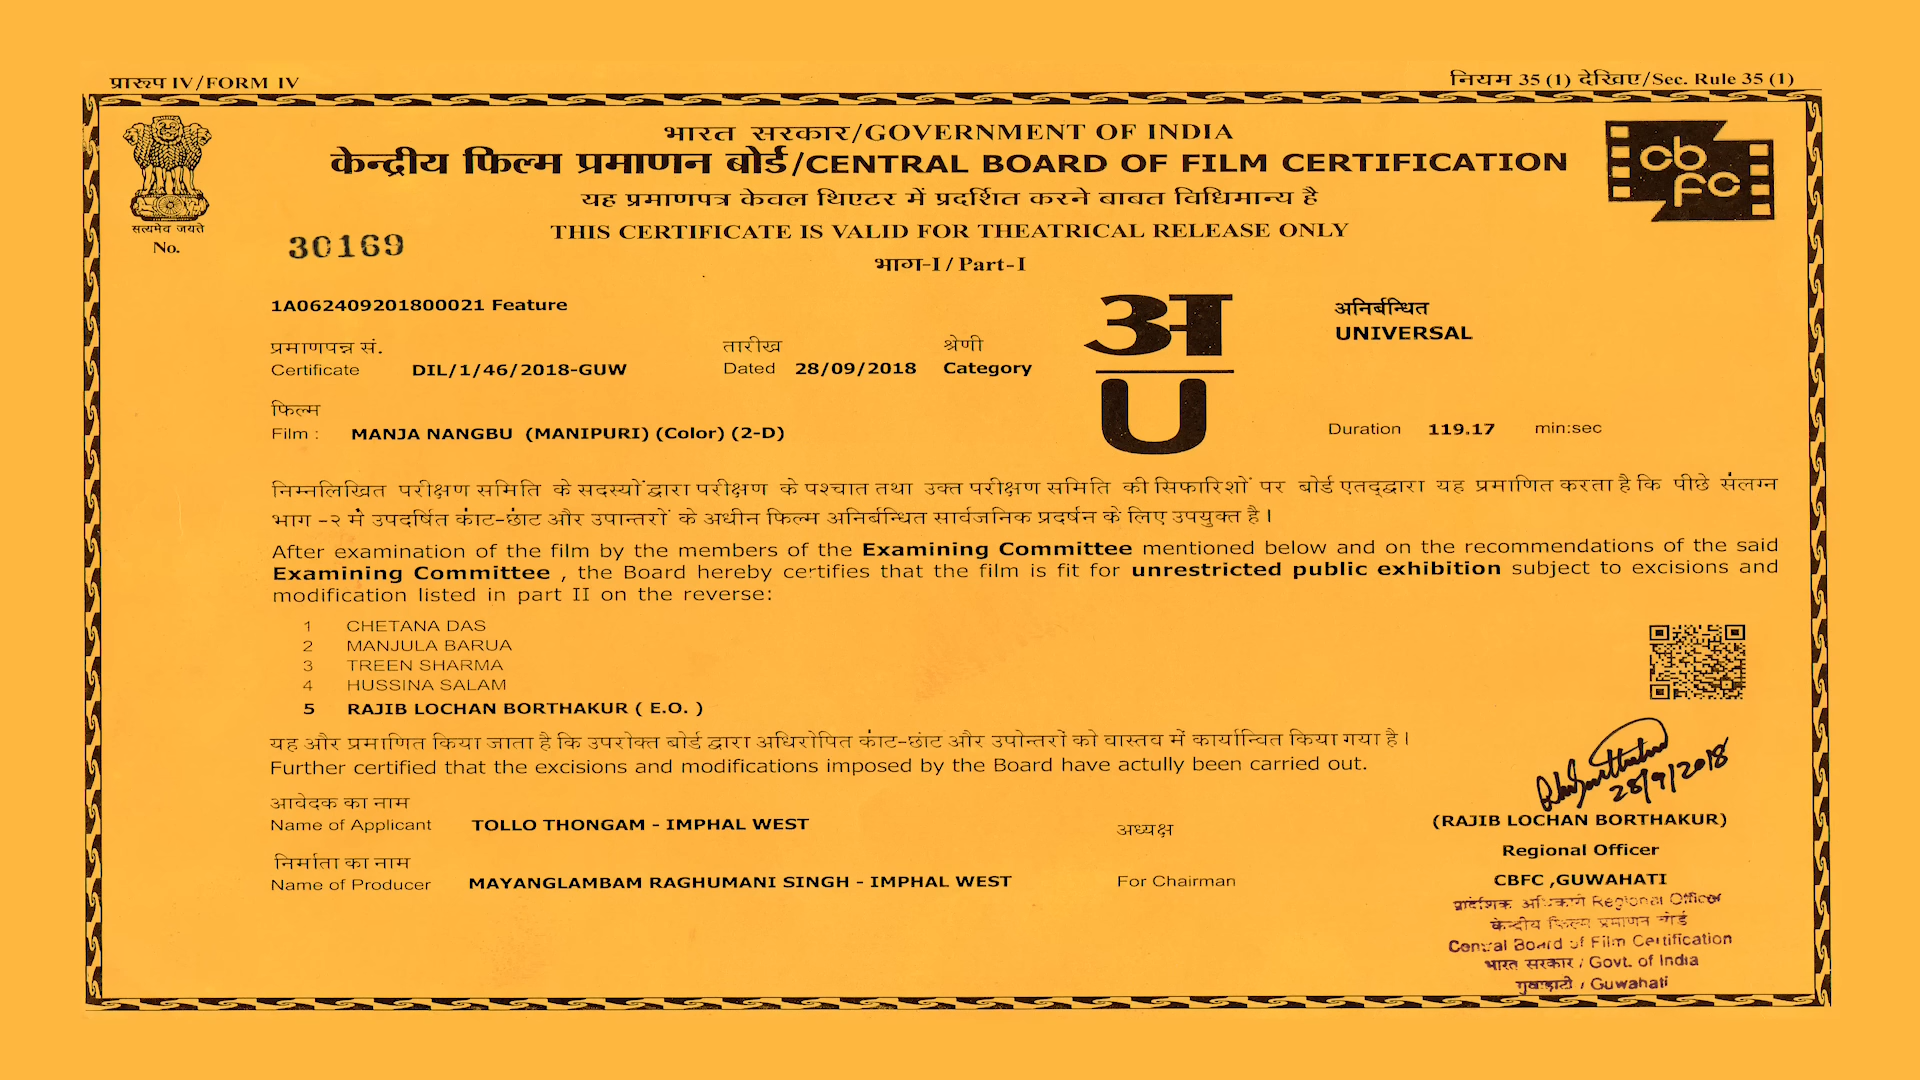 प्रारूप IV/FORM IV
नियम 35 (1) देखिए/Sec. Rule 35 (1)
भारत सरकार/GOVERNMENT OF INDIA
केन्द्रीय फिल्म प्रमाणन बोर्ड/CENTRAL BOARD OF FILM CERTIFICATION
cb
fc
यह प्रमाणपत्र केवल थिएटर में प्रदर्शित करने बाबत विधिमान्य है
सत्यमेव जयते
THIS CERTIFICATE IS VALID FOR THEATRICAL RELEASE ONLY
No. 30169
भाग-I / Part-I
1A062409201800021 Feature
अ
U
अनिर्बन्धित
UNIVERSAL
प्रमाणपत्र सं. तारीख श्रेणी
Certificate DIL/1/46/2018-GUW Dated 28/09/2018 Category
फिल्म
Film : MANJA NANGBU (MANIPURI) (Color) (2-D)
Duration 119.17 min:sec
निम्नलिखित परीक्षण समिति के सदस्यों द्वारा परीक्षण के पश्चात तथा उक्त परीक्षण समिति की सिफारिशों पर बोर्ड एतद्द्वारा यह प्रमाणित करता है कि पीछे संलग्न
भाग -२ में उपदर्षित कांट-छांट और उपान्तरों के अधीन फिल्म अनिर्बन्धित सार्वजनिक प्रदर्षन के लिए उपयुक्त है।
After examination of the film by the members of the Examining Committee mentioned below and on the recommendations of the said
Examining Committee , the Board hereby certifies that the film is fit for unrestricted public exhibition subject to excisions and
modification listed in part II on the reverse:
1 CHETANA DAS
2 MANJULA BARUA
3 TREEN SHARMA
4 HUSSINA SALAM
5 RAJIB LOCHAN BORTHAKUR ( E.O. )
यह और प्रमाणित किया जाता है कि उपरोक्त बोर्ड द्वारा अधिरोपित कांट-छांट और उपोन्तरों को वास्तव में कार्यान्वित किया गया है।
Further certified that the excisions and modifications imposed by the Board have actully been carried out.
28/9/2018
आवेदक का नाम
Name of Applicant TOLLO THONGAM - IMPHAL WEST
अध्यक्ष
(RAJIB LOCHAN BORTHAKUR)
Regional Officer
निर्माता का नाम
Name of Producer MAYANGLAMBAM RAGHUMANI SINGH - IMPHAL WEST
For Chairman
CBFC ,GUWAHATI
Regional Officer
केन्द्रीय फिल्म प्रमाणन बोर्ड
Central Board of Film Certification
भारत सरकार / Govt. of India
गुवाहाटी / Guwahati